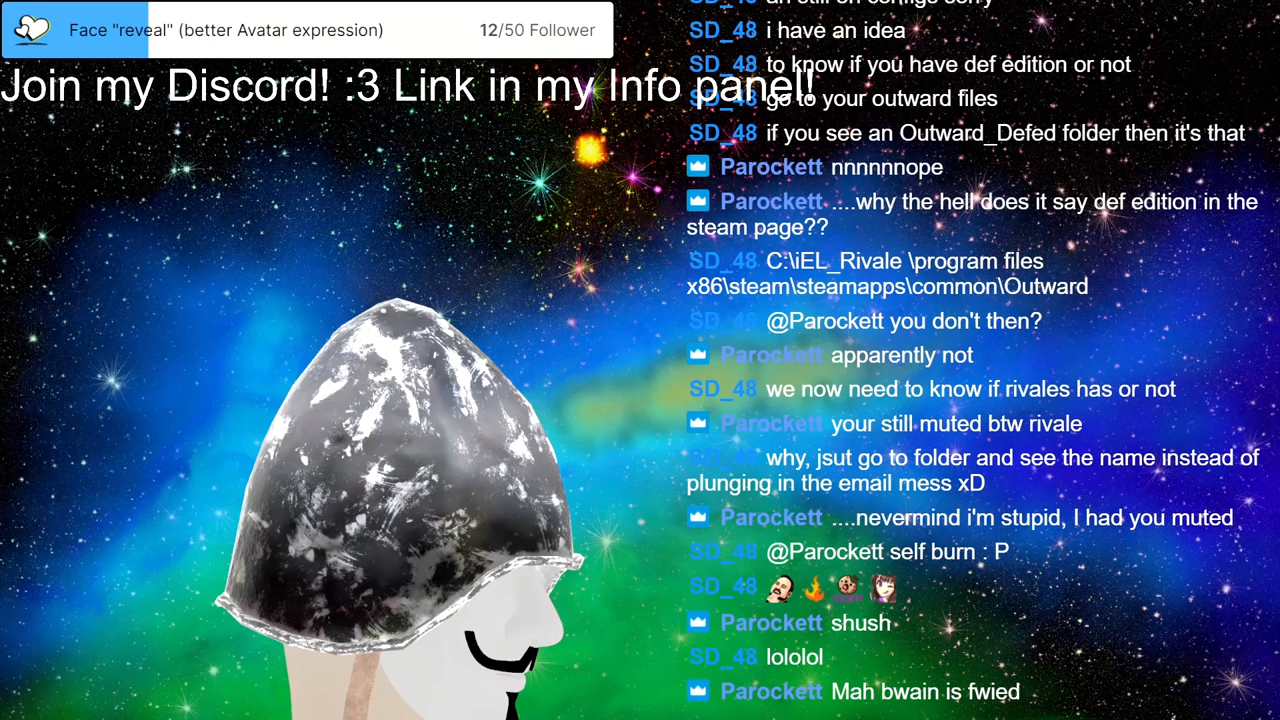 Face "reveal" (better Avatar expression) 12/50 Follower
Join my Discord! :3 Link in my Info panel!
SD_48 i have an idea
SD_48 to know if you have def edition or not
SD_48 go to your outward files
SD_48 if you see an Outward_Defed folder then it's that
Parockett nnnnnnope
Parockett ....why the hell does it say def edition in the
steam page??
SD_48 C:\iEL_Rivale \program files
x86\steam\steamapps\common\Outward
SD_48 @Parockett you don't then?
Parockett apparently not
SD_48 we now need to know if rivales has or not
Parockett your still muted btw rivale
SD_48 why, jsut go to folder and see the name instead of
plunging in the email mess xD
Parockett ....nevermind i'm stupid, I had you muted
SD_48 @Parockett self burn : P
SD_48
Parockett shush
SD_48 lololol
Parockett Mah bwain is fwied